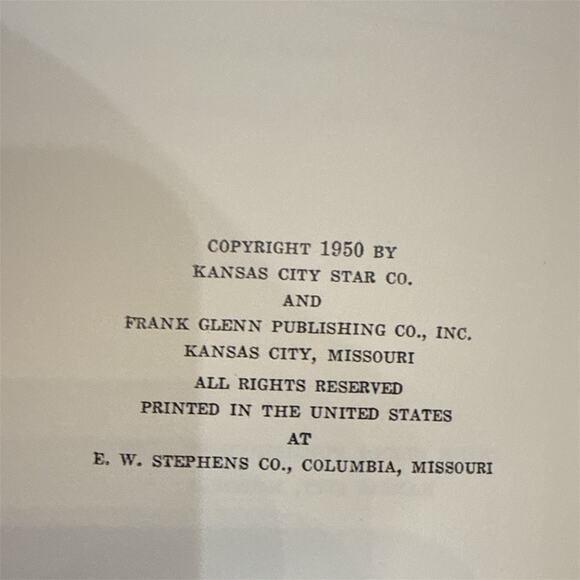 COPYRIGHT 1950 BY
KANSAS CITY STAR CO.
AND
FRANK GLENN PUBLISHING CO., INC.
KANSAS CITY, MISSOURI
ALL RIGHTS RESERVED
PRINTED IN THE UNITED STATES
AT
E. W. STEPHENS CO., COLUMBIA, MISSOURI